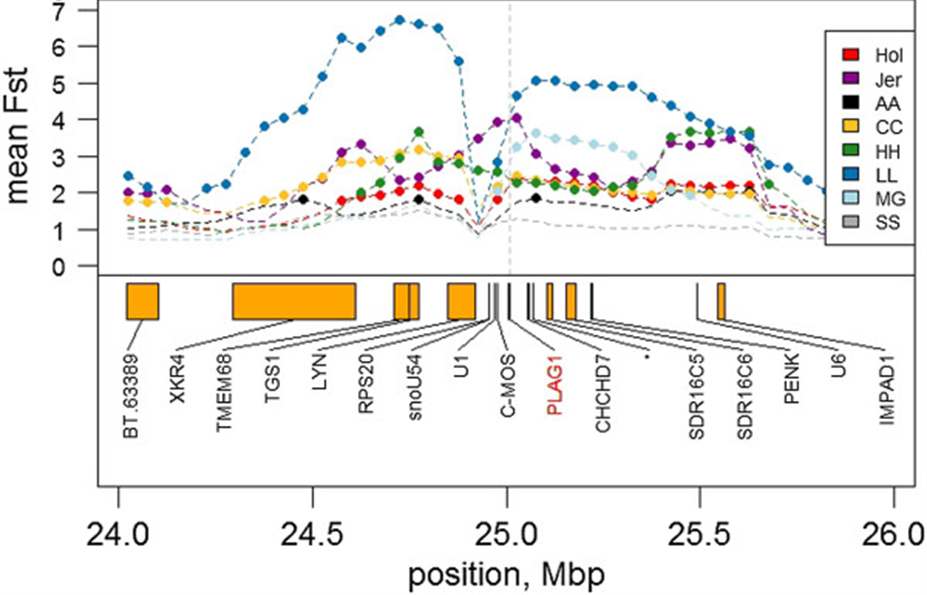 7
6
5
4
3
2
1
0
mean Fst
Hol
Jer
AA
CC
HH
LL
MG
SS
BT.63389
XKR4
TMEM68
TGS1
LYN
RPS20
snoU54
U1
C-MOS
PLAG1
CHCHD7
.
SDR16C5
SDR16C6
PENK
U6
IMPAD1
24.0 24.5 25.0 25.5 26.0
position, Mbp